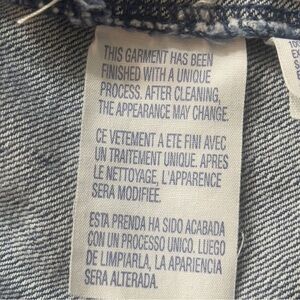 THIS GARMENT HAS BEEN
FINISHED WITH A UNIQUE
PROCESS. AFTER CLEANING,
THE APPEARANCE MAY CHANGE.
CE VETEMENT A ETE FINI AVEC
UN TRAITEMENT UNIQUE. APRES
LE NETTOYAGE, L'APPARENCE
SERA MODIFIEE.
ESTA PRENDA HA SIDO ACABADA
CON UN PROCESO UNICO. LUEGO
DE LIMPIARLA, LA APARIENCIA
SERA ALTERADA.